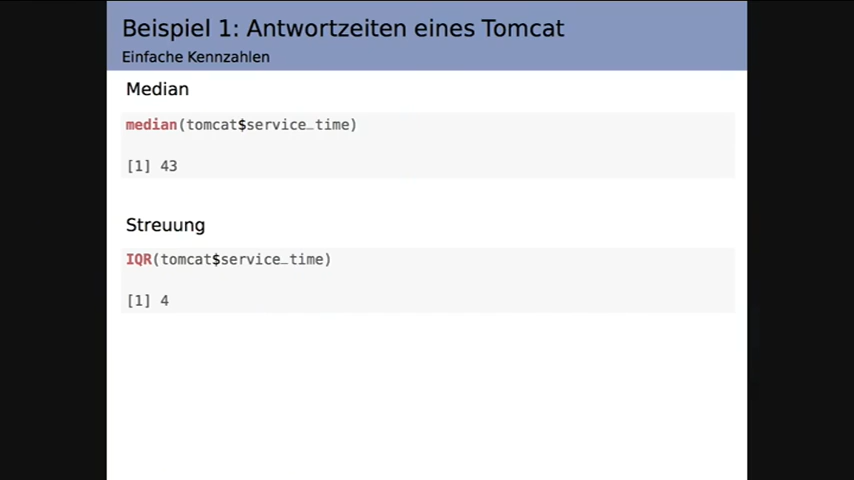 Beispiel 1: Antwortzeiten eines Tomcat
Einfache Kennzahlen
Median
median(tomcat$service_time)
[1] 43
Streuung
IQR(tomcat$service_time)
[1] 4